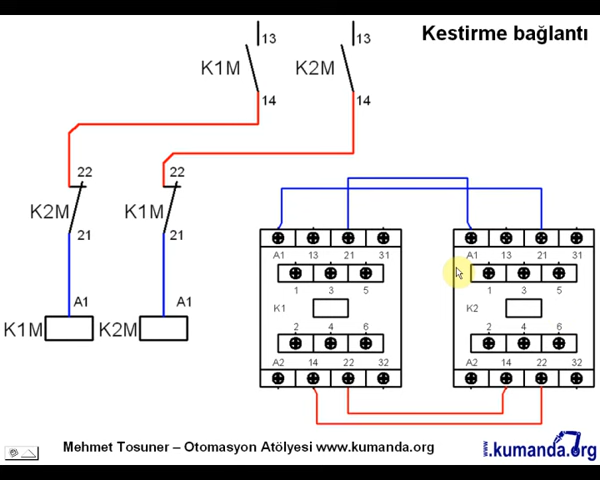 Kestirme bağlantı
13 13
K1M K2M
14 14
22 22
K2M K1M
21 21
A1 A1
K1M K2M
A1 13 21 31
1 3 5
K1
2 4 6
A2 14 22 32
A1 13 21 31
1 3 5
K2
2 4 6
A2 14 22 32
Mehmet Tosuner – Otomasyon Atölyesi www.kumanda.org
www.kumanda.org